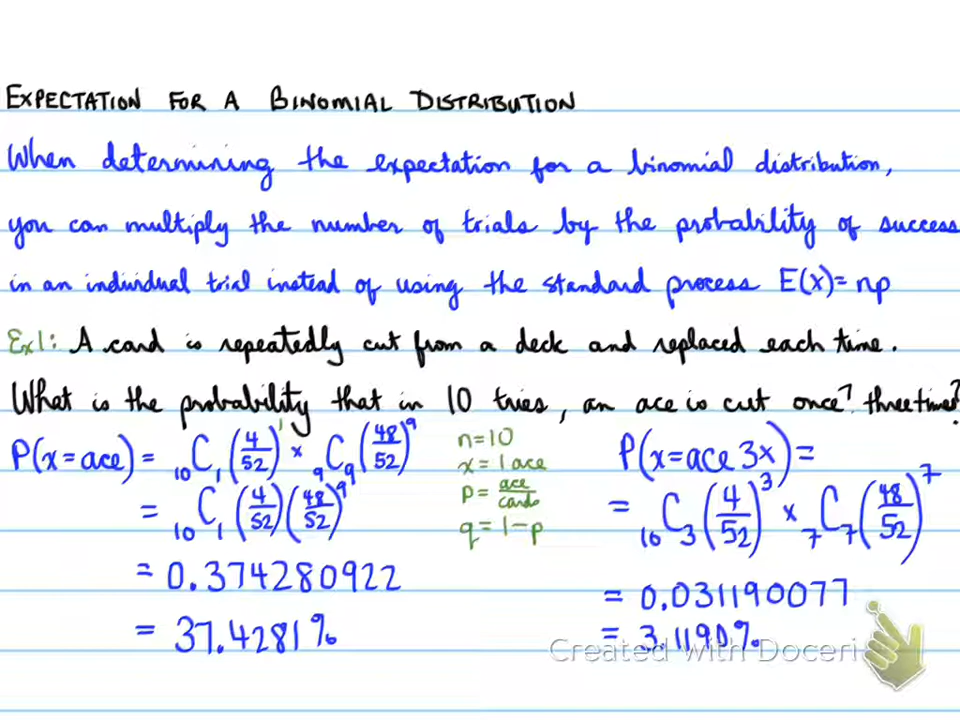 EXPECTATION FOR A BINOMIAL DISTRIBUTION
When determining the expectation for a binomial distribution,
you can multiply the number of trials by the probability of success
in an individual trial instead of using the standard process E(x)=np
Ex1: A card is repeatedly cut from a deck and replaced each time.
What is the probability that in 10 tries, an ace is cut once? three times?
P(x=ace) = ₁₀C₁(4/52)¹ × ₉C₉(48/52)⁹
= ₁₀C₁(4/52)(48/52)⁹
= 0.374280922
= 37.4281%
n=10
x=1 ace
p=ace/cards
q=1-p
P(x=ace 3x)=
= ₁₀C₃(4/52)³ × ₇C₇(48/52)⁷
= 0.031190077
= 3.1190%
Created with Doceri